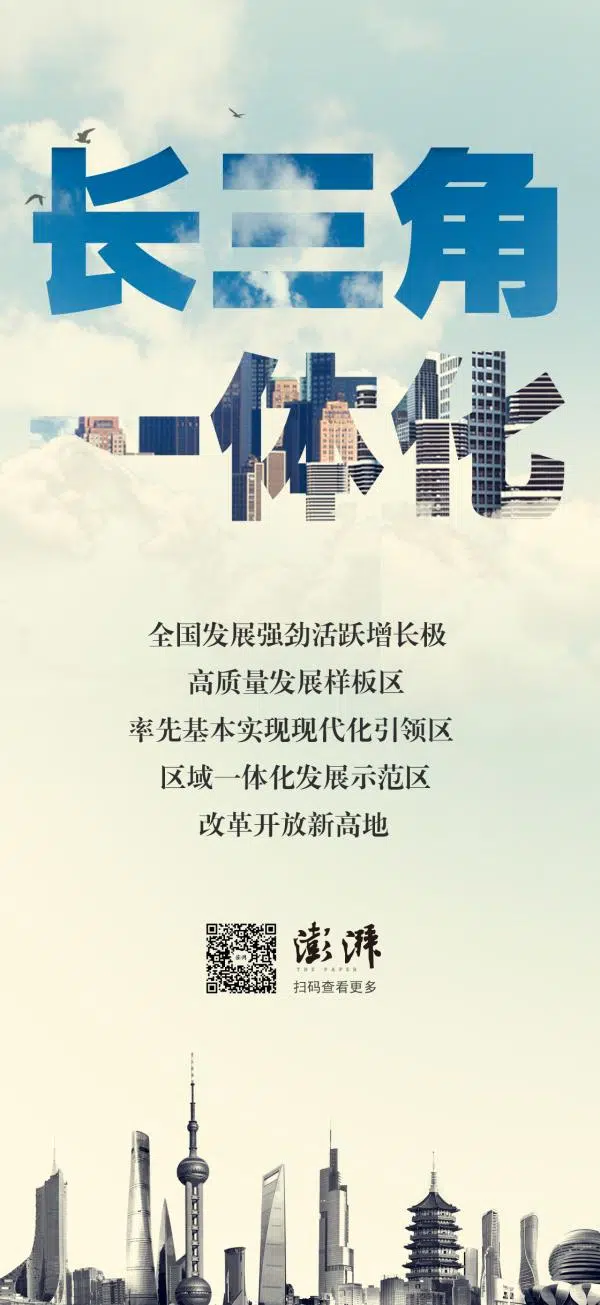 长三角
一体化
全国发展强劲活跃增长极
高质量发展样板区
率先基本实现现代化引领区
区域一体化发展示范区
改革开放新高地
澎湃
THE PAPER
扫码查看更多